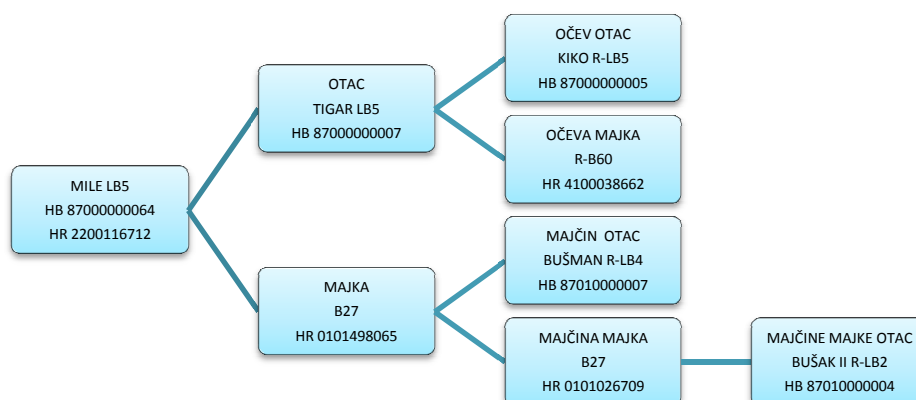 OČEV OTAC
KIKO R-LB5
HB 87000000005
OTAC
TIGAR LB5
HB 87000000007
OČEVA MAJKA
R-B60
HR 4100038662
MILE LB5
HB 87000000064
HR 2200116712
MAJČIN  OTAC
BUŠMAN R-LB4
HB 87010000007
MAJKA
B27
HR 0101498065
MAJČINA MAJKA
B27
HR 0101026709
MAJČINE MAJKE OTAC
BUŠAK II R-LB2
HB 87010000004